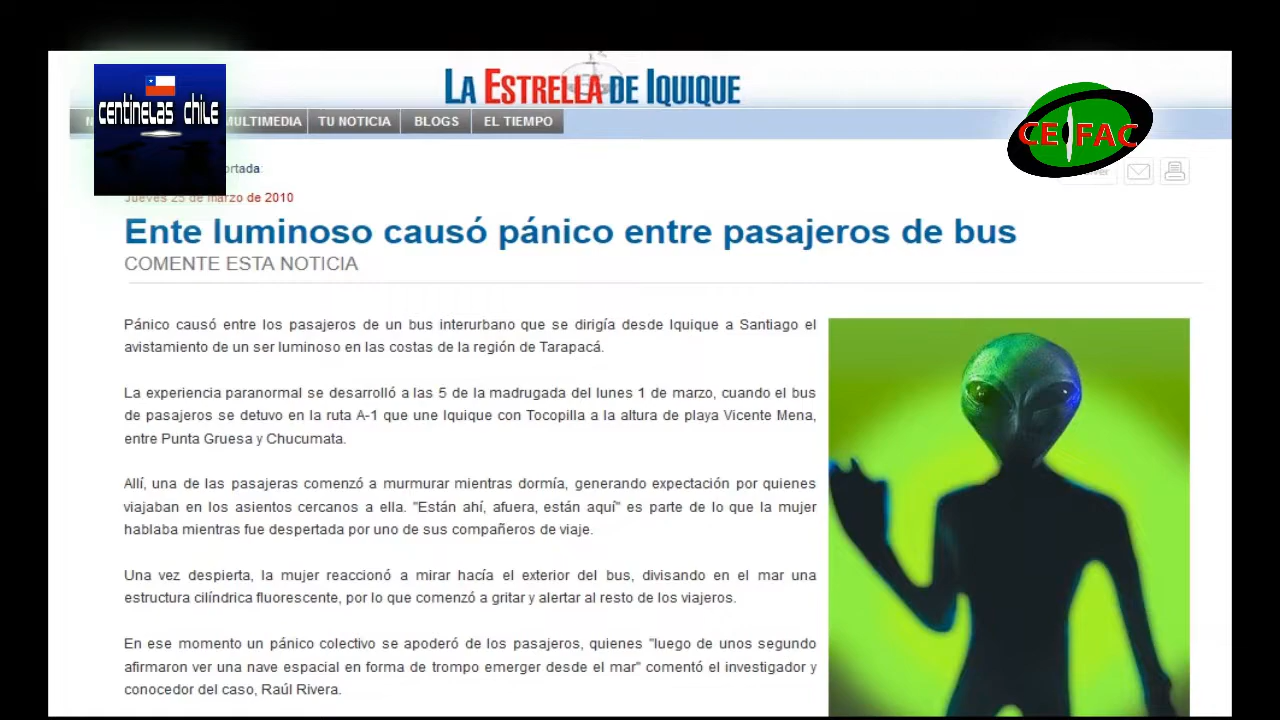 LA ESTRELLA DE IQUIQUE
CENTINELAS CHILE
MULTIMEDIA
TU NOTICIA
BLOGS
EL TIEMPO
CE FAC
Jueves 25 de marzo de 2010
Ente luminoso causó pánico entre pasajeros de bus
COMENTE ESTA NOTICIA
Pánico causó entre los pasajeros de un bus interurbano que se dirigía desde Iquique a Santiago el
avistamiento de un ser luminoso en las costas de la región de Tarapacá.
La experiencia paranormal se desarrolló a las 5 de la madrugada del lunes 1 de marzo, cuando el bus
de pasajeros se detuvo en la ruta A-1 que une Iquique con Tocopilla a la altura de playa Vicente Mena,
entre Punta Gruesa y Chucumata.
Allí, una de las pasajeras comenzó a murmurar mientras dormía, generando expectación por quienes
viajaban en los asientos cercanos a ella. "Están ahí, afuera, están aquí" es parte de lo que la mujer
hablaba mientras fue despertada por uno de sus compañeros de viaje.
Una vez despierta, la mujer reaccionó a mirar hacía el exterior del bus, divisando en el mar una
estructura cilíndrica fluorescente, por lo que comenzó a gritar y alertar al resto de los viajeros.
En ese momento un pánico colectivo se apoderó de los pasajeros, quienes "luego de unos segundo
afirmaron ver una nave espacial en forma de trompo emerger desde el mar" comentó el investigador y
conocedor del caso, Raúl Rivera.